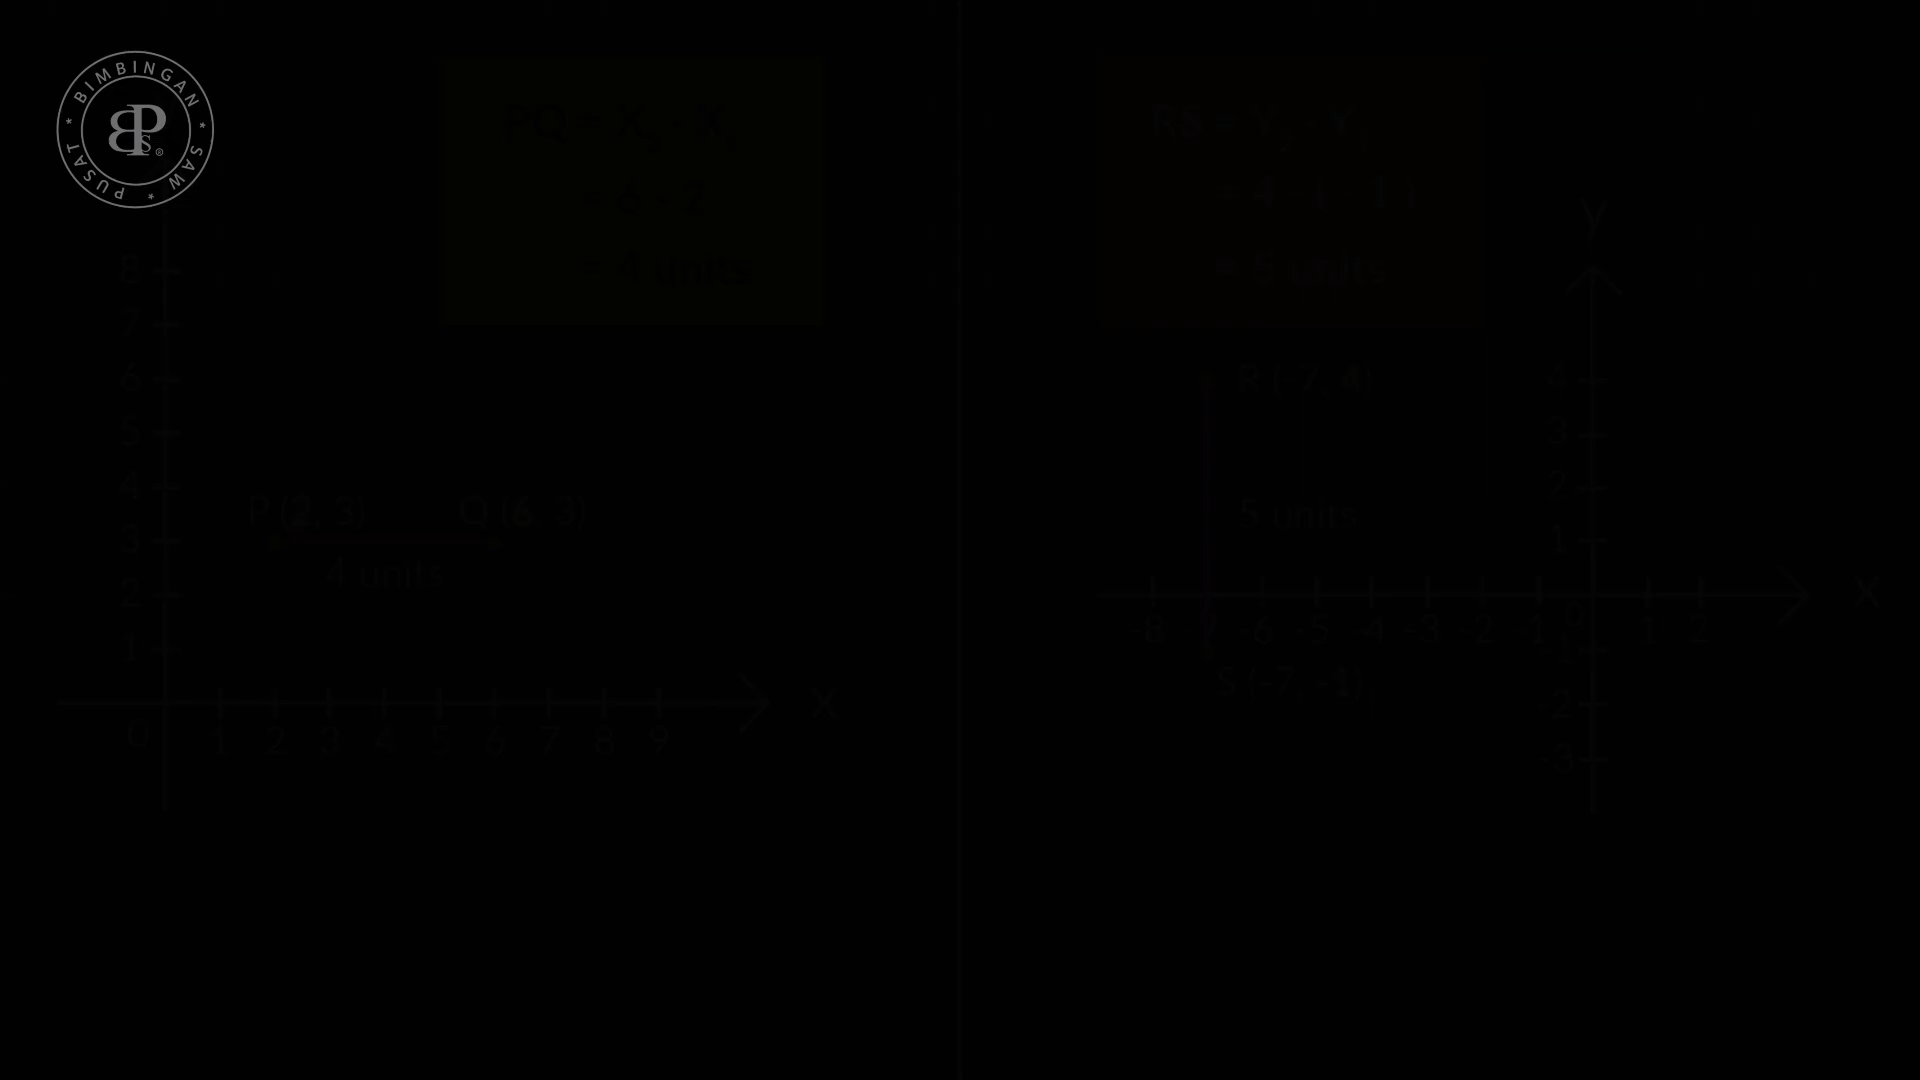 PUSAT * BIMBINGAN * SAW *
BPS®
PQ = X₂ - X
= 6 - 2
= 4 units
8
7
6
5
4
3
2
1
P (2, 3) Q (6, 3)
4 units
X
0 1 2 3 4 5 6 7 8 9
RS = Y₂ - Y₁
= 4 - ( - 1 )
= 5 units
Y
R (-7, 4)
4
3
2
1
5 units
X
-8 -7 -6 -5 -4 -3 -2 -1 0 1 2
S (-7, -1)
-1
-2
-3